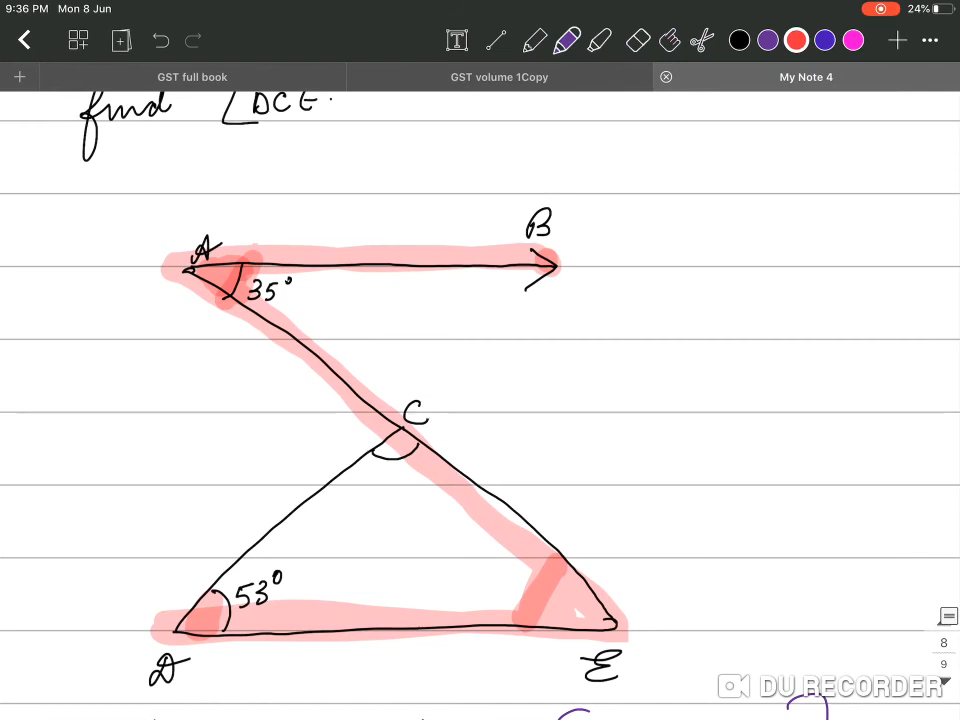 9:36 PM Mon 8 Jun
24%
GST full book
GST volume 1Copy
My Note 4
find ∠DCE.
A
B
35°
C
53°
D
E
8
9
DU RECORDER